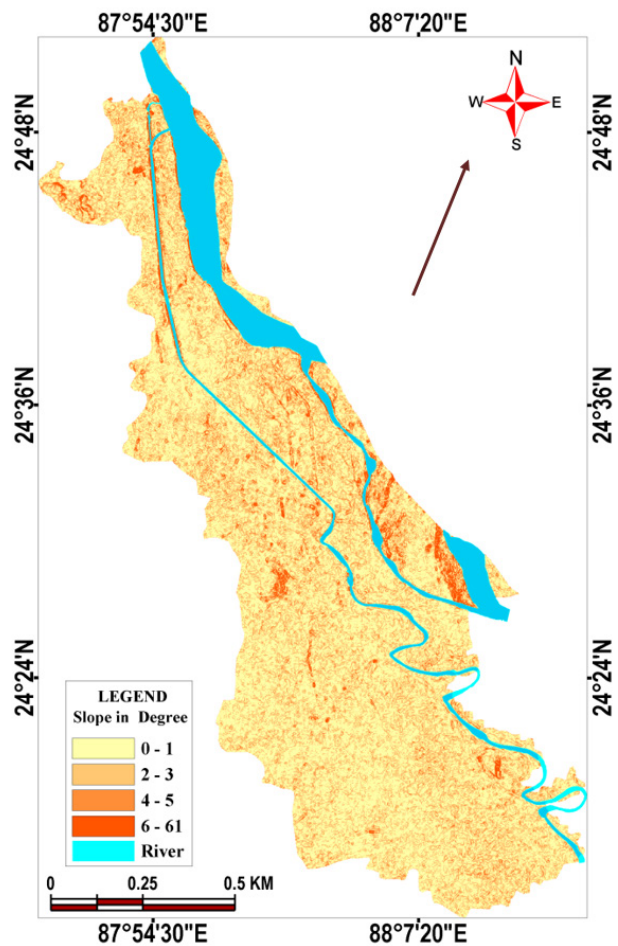 87°54'30"E 88°7'20"E
N
W E
S
24°48'N 24°48'N
24°36'N 24°36'N
24°24'N 24°24'N
LEGEND
Slope in Degree
0 - 1
2 - 3
4 - 5
6 - 61
River
0 0.25 0.5 KM
87°54'30"E 88°7'20"E